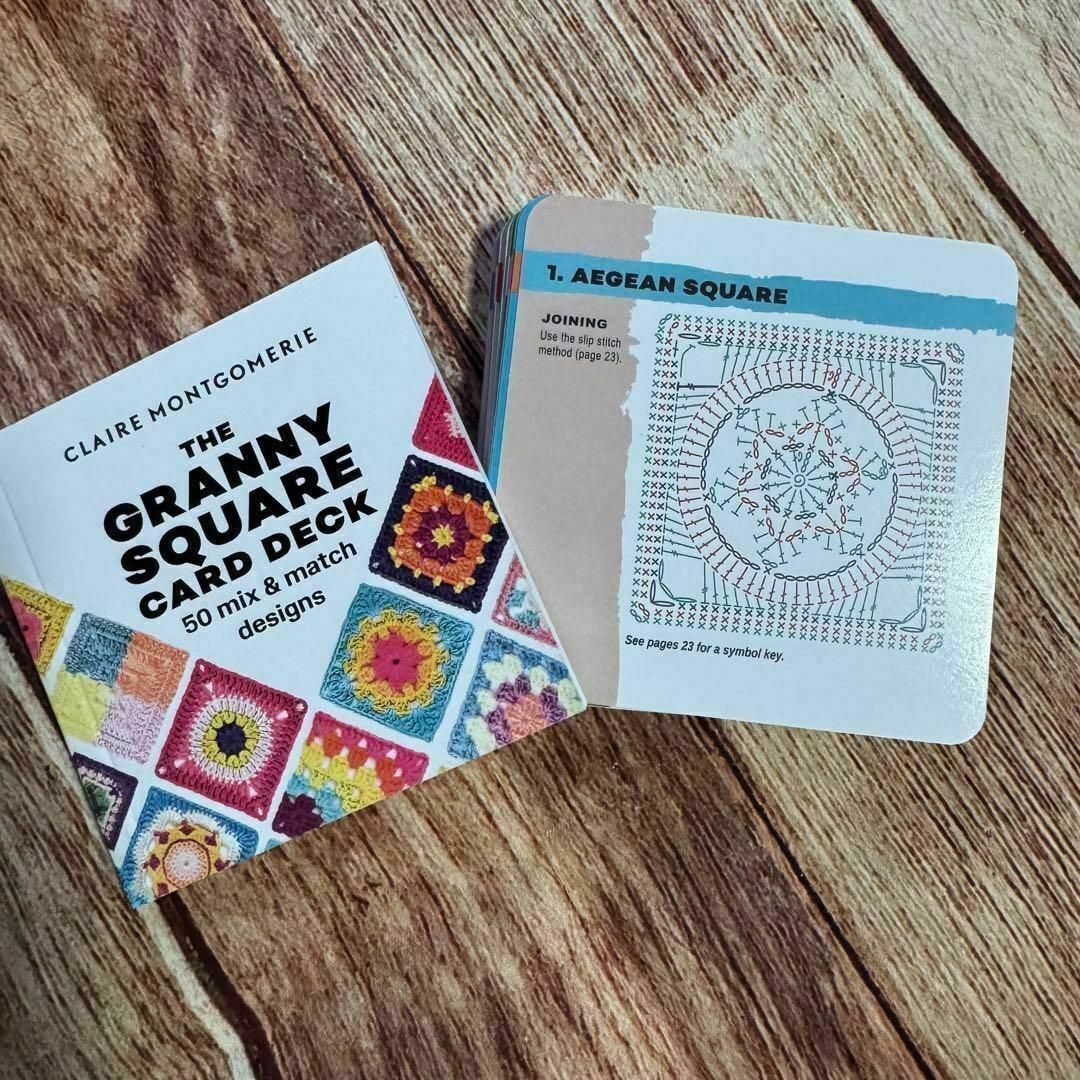 CLAIRE MONTGOMERIE
THE
GRANNY
SQUARE
CARD DECK
50 mix & match
designs
1. AEGEAN SQUARE
JOINING
Use the slip stitch
method (page 23).
See pages 23 for a symbol key.